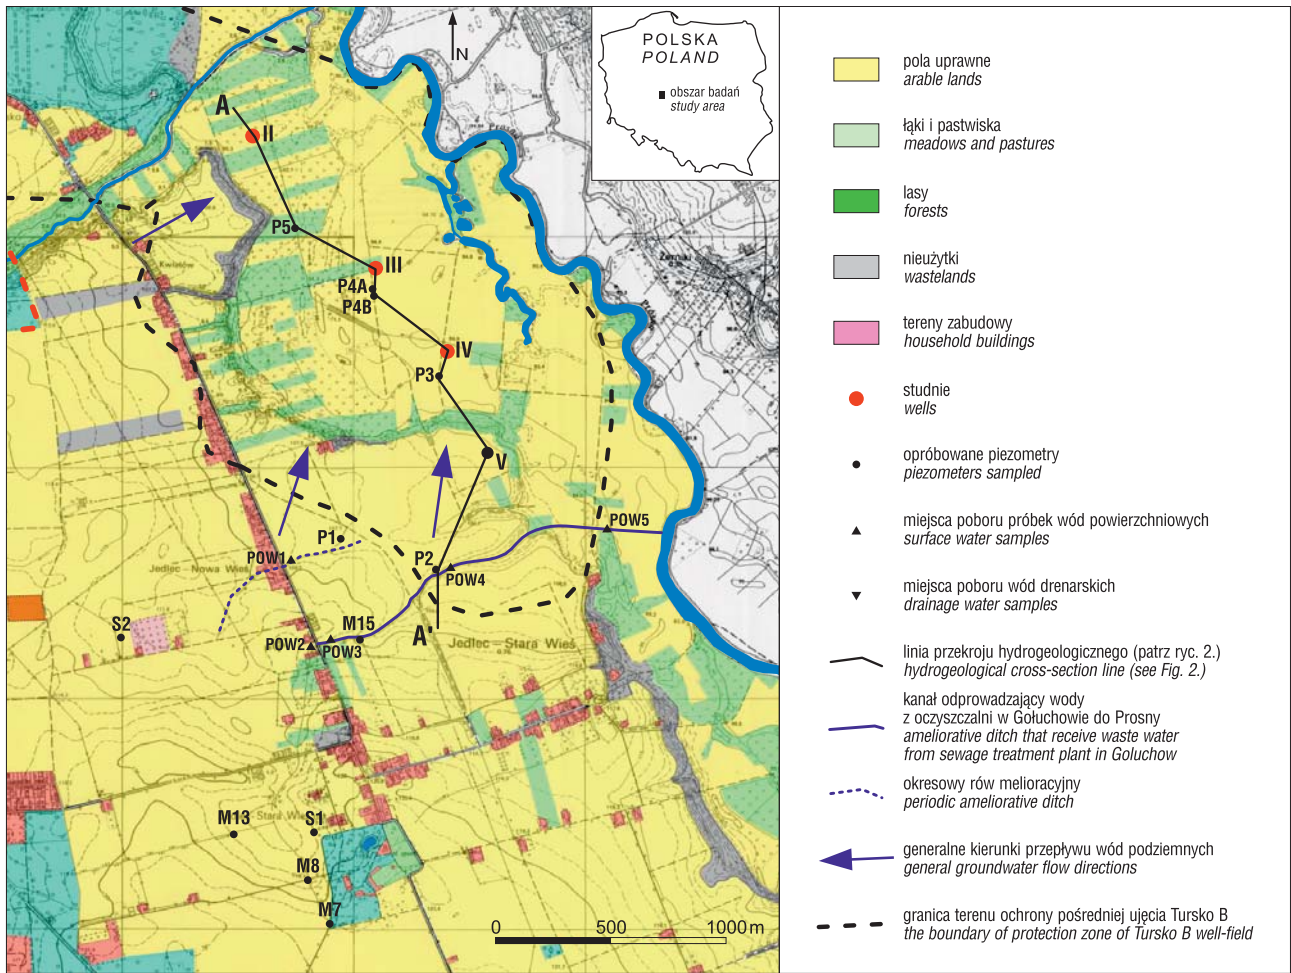 A
II
P5
III
P4A
P4B
IV
P3
V
P1
POW1
P2
POW4
POW5
Jedlec-Nowa Wieś
S2
POW2
POW3
M15
A'
Jedlec-Stara Wieś
M13
S1
M8
M7
Kwiatów
Żerniki
N
POLSKA
POLAND
obszar badań
study area
0 500 1000 m
pola uprawne
arable lands
łąki i pastwiska
meadows and pastures
lasy
forests
nieużytki
wastelands
tereny zabudowy
household buildings
studnie
wells
opróbowane piezometry
piezometers sampled
miejsca poboru próbek wód powierzchniowych
surface water samples
miejsca poboru wód drenarskich
drainage water samples
linia przekroju hydrogeologicznego (patrz ryc. 2.)
hydrogeological cross-section line (see Fig. 2.)
kanał odprowadzający wody
z oczyszczalni w Gołuchowie do Prosny
ameliorative ditch that receive waste water
from sewage treatment plant in Goluchow
okresowy rów melioracyjny
periodic ameliorative ditch
generalne kierunki przepływu wód podziemnych
general groundwater flow directions
granica terenu ochrony pośredniej ujęcia Tursko B
the boundary of protection zone of Tursko B well-field